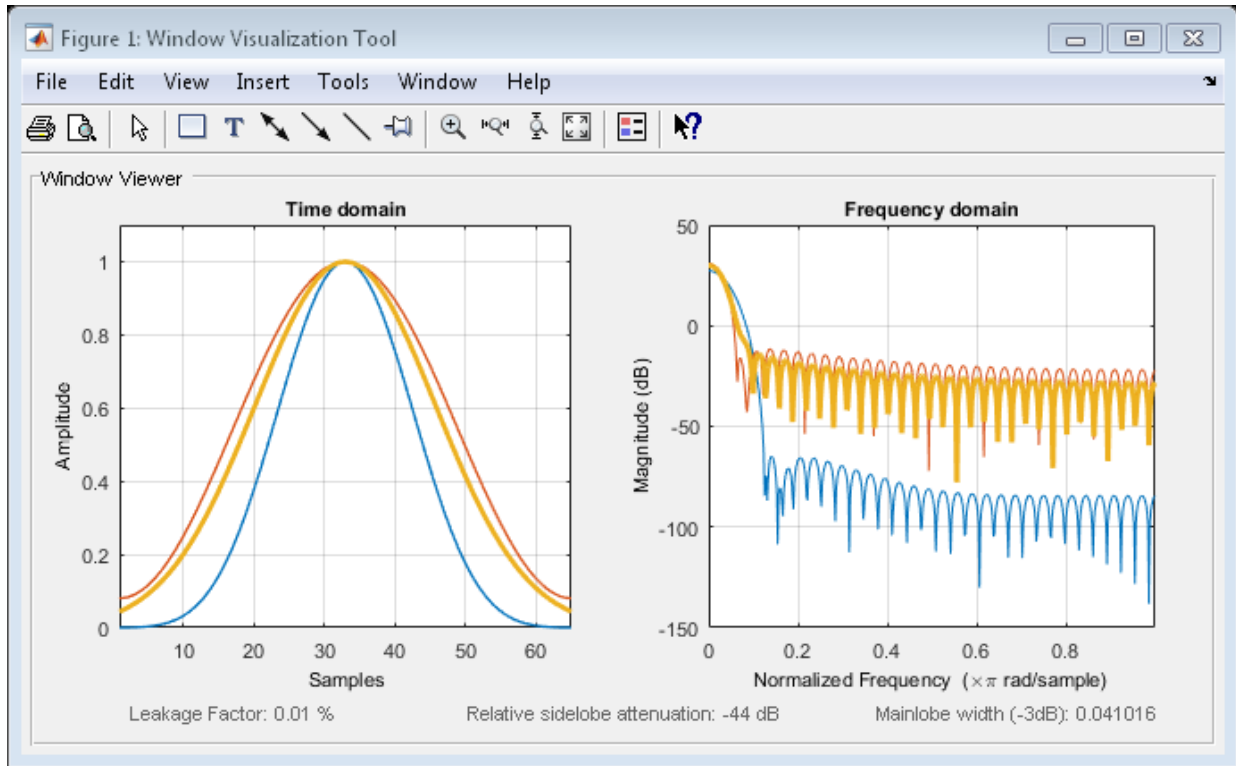 Figure 1: Window Visualization Tool
File Edit View Insert Tools Window Help
T
?
Window Viewer
Time domain
Amplitude
1
0.8
0.6
0.4
0.2
0
10 20 30 40 50 60
Samples
Frequency domain
Magnitude (dB)
50
0
-50
-100
-150
0 0.2 0.4 0.6 0.8
Normalized Frequency (×π rad/sample)
Leakage Factor: 0.01 % Relative sidelobe attenuation: -44 dB Mainlobe width (-3dB): 0.041016